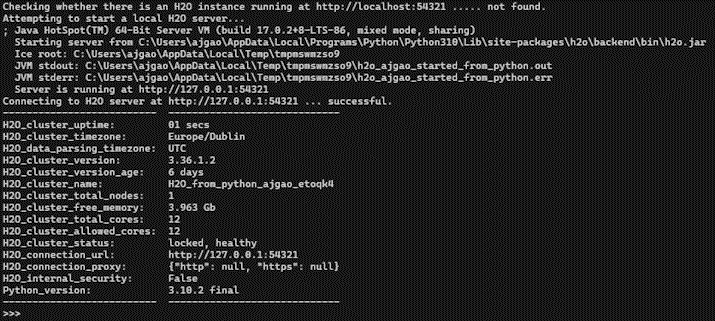 Checking whether there is an H2O instance running at http://localhost:54321 ..... not found.
Attempting to start a local H2O server...
; Java HotSpot(TM) 64-Bit Server VM (build 17.0.2+8-LTS-86, mixed mode, sharing)
  Starting server from C:\Users\ajgao\AppData\Local\Programs\Python\Python310\Lib\site-packages\h2o\backend\bin\h2o.jar
  Ice root: C:\Users\ajgao\AppData\Local\Temp\tmpmswmzso9
  JVM stdout: C:\Users\ajgao\AppData\Local\Temp\tmpmswmzso9\h2o_ajgao_started_from_python.out
  JVM stderr: C:\Users\ajgao\AppData\Local\Temp\tmpmswmzso9\h2o_ajgao_started_from_python.err
  Server is running at http://127.0.0.1:54321
Connecting to H2O server at http://127.0.0.1:54321 ... successful.
--------------------------  ------------------------------
H2O_cluster_uptime:         01 secs
H2O_cluster_timezone:       Europe/Dublin
H2O_data_parsing_timezone:  UTC
H2O_cluster_version:        3.36.1.2
H2O_cluster_version_age:    6 days
H2O_cluster_name:           H2O_from_python_ajgao_etoqk4
H2O_cluster_total_nodes:    1
H2O_cluster_free_memory:    3.963 Gb
H2O_cluster_total_cores:    12
H2O_cluster_allowed_cores:  12
H2O_cluster_status:         locked, healthy
H2O_connection_url:         http://127.0.0.1:54321
H2O_connection_proxy:       {"http": null, "https": null}
H2O_internal_security:      False
Python_version:             3.10.2 final
--------------------------  ------------------------------
>>>